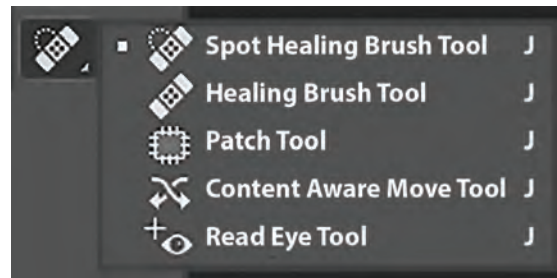 Spot Healing Brush Tool J
Healing Brush Tool J
Patch Tool J
Content Aware Move Tool J
Read Eye Tool J